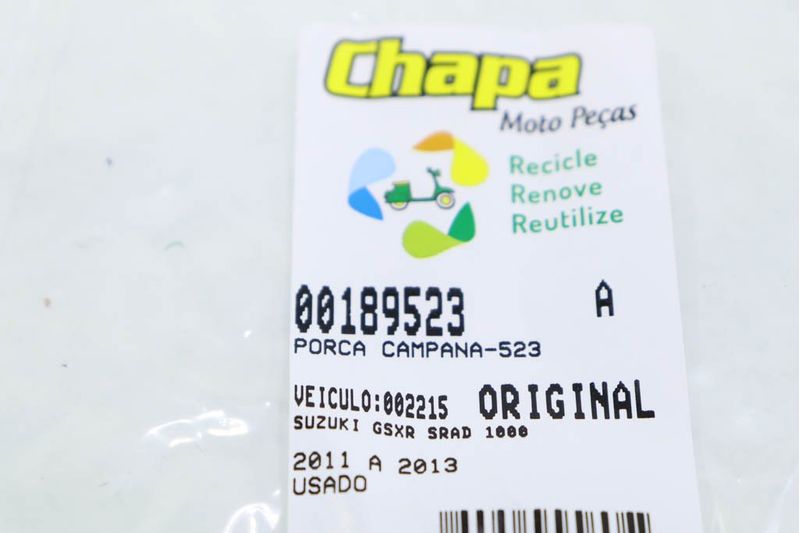 Chapa
Moto Peças
Recicle
Renove
Reutilize
00189523 A
PORCA CAMPANA-523
VEICULO:002215 ORIGINAL
SUZUKI GSXR SRAD 1000
2011 A 2013
USADO